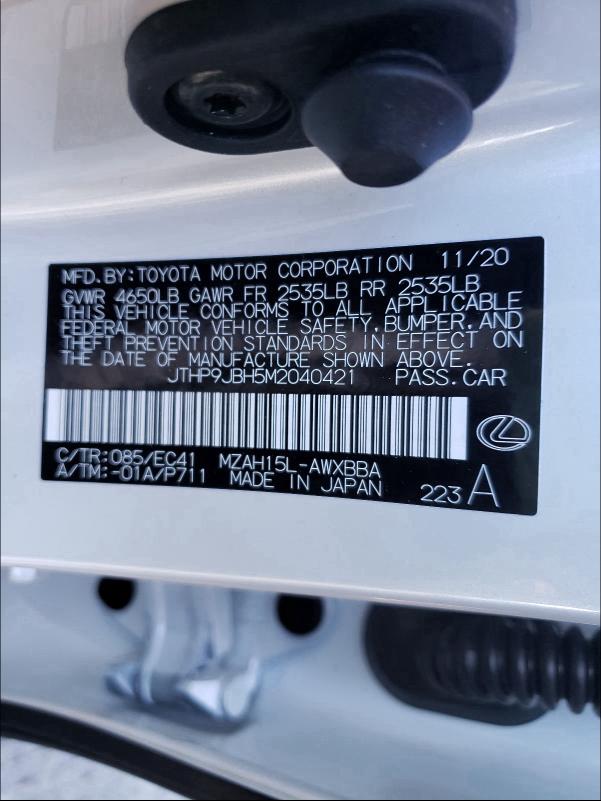 MFD.BY:TOYOTA MOTOR CORPORATION 11/20
GVWR 4650LB GAWR FR 2535LB RR 2535LB
THIS VEHICLE CONFORMS TO ALL APPLICABLE
FEDERAL MOTOR VEHICLE SAFETY,BUMPER,AND
THEFT PREVENTION STANDARDS IN EFFECT ON
THE DATE OF MANUFACTURE SHOWN ABOVE.
JTHP9JBH5M2040421 PASS.CAR
C/TR:085/EC41 MZAH15L-AWXBBA
A/TM:-01A/P711 MADE IN JAPAN 223 A